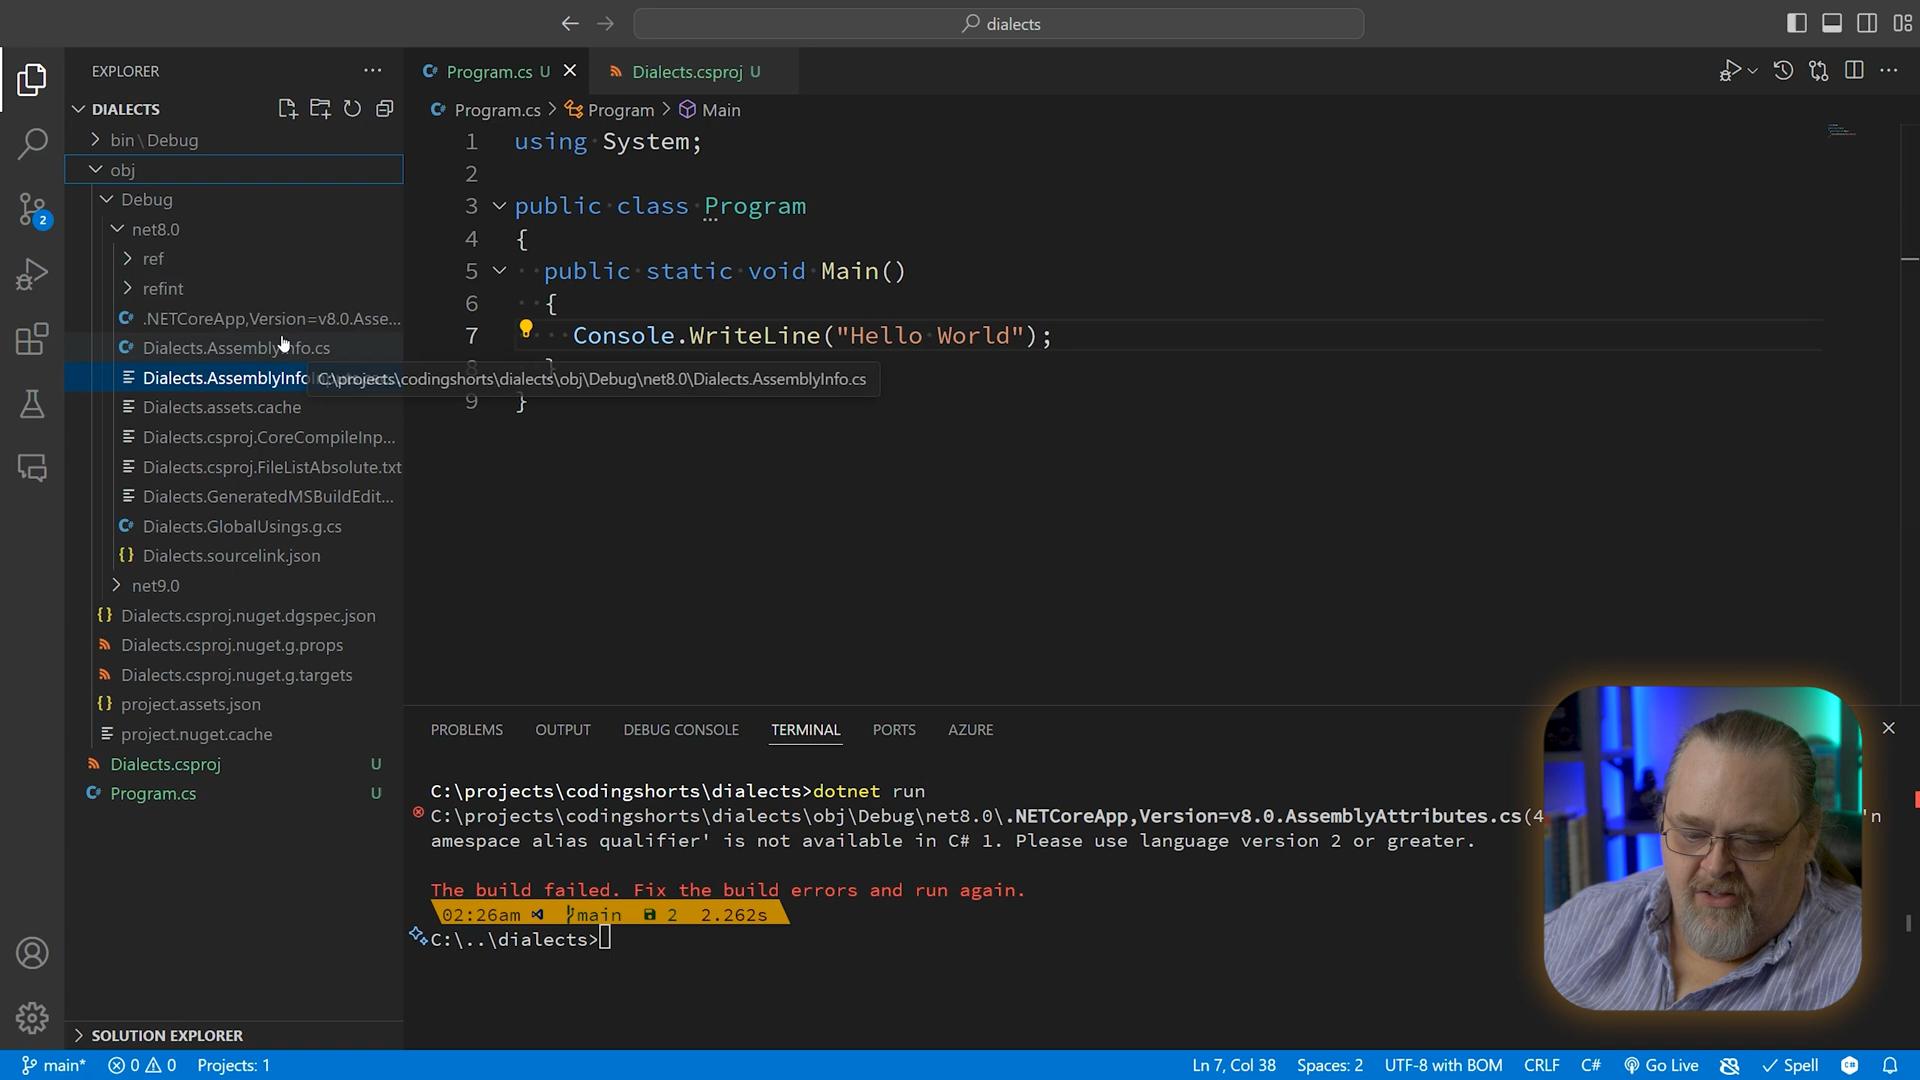 dialects
EXPLORER
DIALECTS
bin\Debug
obj
Debug
net8.0
ref
refint
.NETCoreApp,Version=v8.0.Asse...
Dialects.AssemblyInfo.cs
Dialects.AssemblyInfo
Dialects.assets.cache
Dialects.csproj.CoreCompileInp...
Dialects.csproj.FileListAbsolute.txt
Dialects.GeneratedMSBuildEdit...
Dialects.GlobalUsings.g.cs
Dialects.sourcelink.json
net9.0
Dialects.csproj.nuget.dgspec.json
Dialects.csproj.nuget.g.props
Dialects.csproj.nuget.g.targets
project.assets.json
project.nuget.cache
Dialects.csproj U
Program.cs U
SOLUTION EXPLORER
Program.cs U
Dialects.csproj U
Program.cs > Program > Main
1 using System;
2
3 public class Program
4 {
5 public static void Main()
6 {
7 Console.WriteLine("Hello World");
8 }
C:\projects\codingshorts\dialects\obj\Debug\net8.0\Dialects.AssemblyInfo.cs
9 }
PROBLEMS OUTPUT DEBUG CONSOLE TERMINAL PORTS AZURE
C:\projects\codingshorts\dialects>dotnet run
C:\projects\codingshorts\dialects\obj\Debug\net8.0\.NETCoreApp,Version=v8.0.AssemblyAttributes.cs(4 'n
amespace alias qualifier' is not available in C# 1. Please use language version 2 or greater.
The build failed. Fix the build errors and run again.
02:26am main 2 2.262s
C:\..\dialects>
2
main* 0 0 Projects: 1 Ln 7, Col 38 Spaces: 2 UTF-8 with BOM CRLF C# Go Live Spell